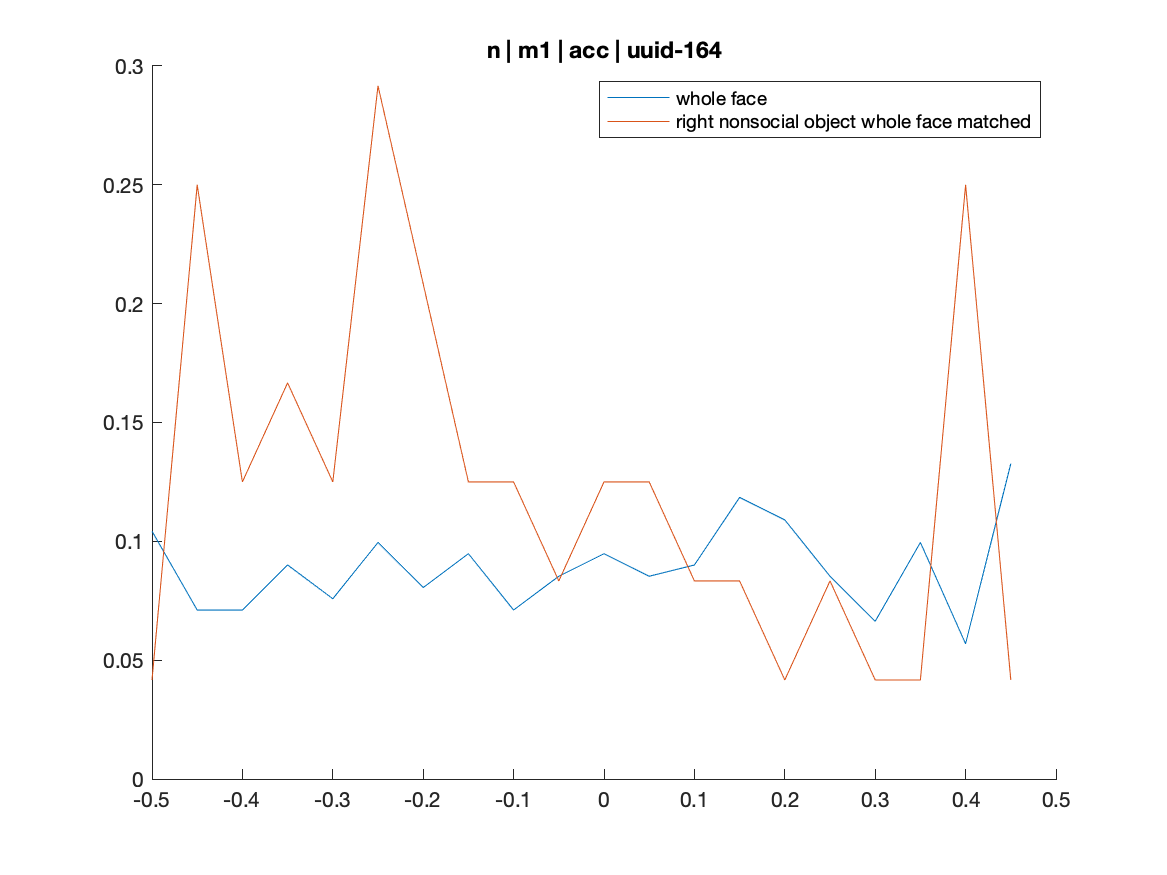 n | m1 | acc | uuid-164
0.3
whole face
right nonsocial object whole face matched
0.25
0.2
0.15
0.1
0.05
0
-0.5 -0.4 -0.3 -0.2 -0.1 0 0.1 0.2 0.3 0.4 0.5